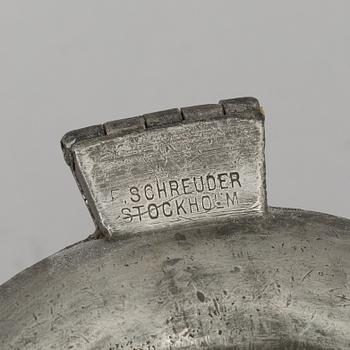 F. SCHREUDER
STOCKHOLM